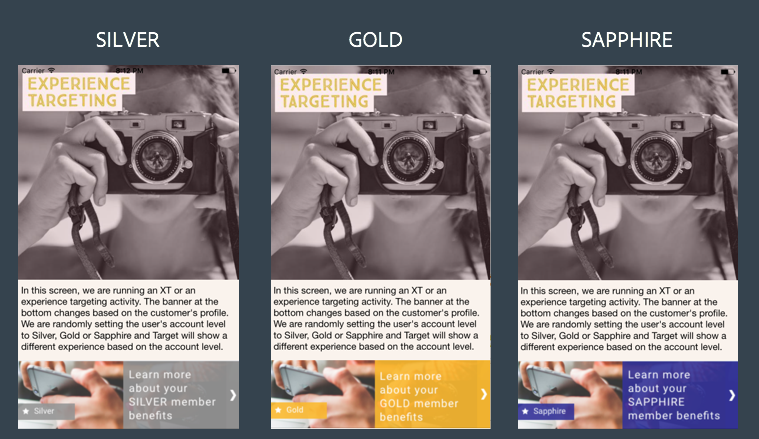 SILVER
GOLD
SAPPHIRE
Carrier 8:12 PM
EXPERIENCE
TARGETING
In this screen, we are running an XT or an
experience targeting activity. The banner at the
bottom changes based on the customer's profile.
We are randomly setting the user's account level
to Silver, Gold or Sapphire and Target will show a
different experience based on the account level.
Learn more
about your
SILVER member
benefits
★ Silver
❯
Carrier 8:11 PM
EXPERIENCE
TARGETING
In this screen, we are running an XT or an
experience targeting activity. The banner at the
bottom changes based on the customer's profile.
We are randomly setting the user's account level
to Silver, Gold or Sapphire and Target will show a
different experience based on the account level.
Learn more
about your
GOLD member
benefits
★ Gold
❯
Carrier 8:11 PM
EXPERIENCE
TARGETING
In this screen, we are running an XT or an
experience targeting activity. The banner at the
bottom changes based on the customer's profile.
We are randomly setting the user's account level
to Silver, Gold or Sapphire and Target will show a
different experience based on the account level.
Learn more
about your
SAPPHIRE
member benefits
★ Sapphire
❯